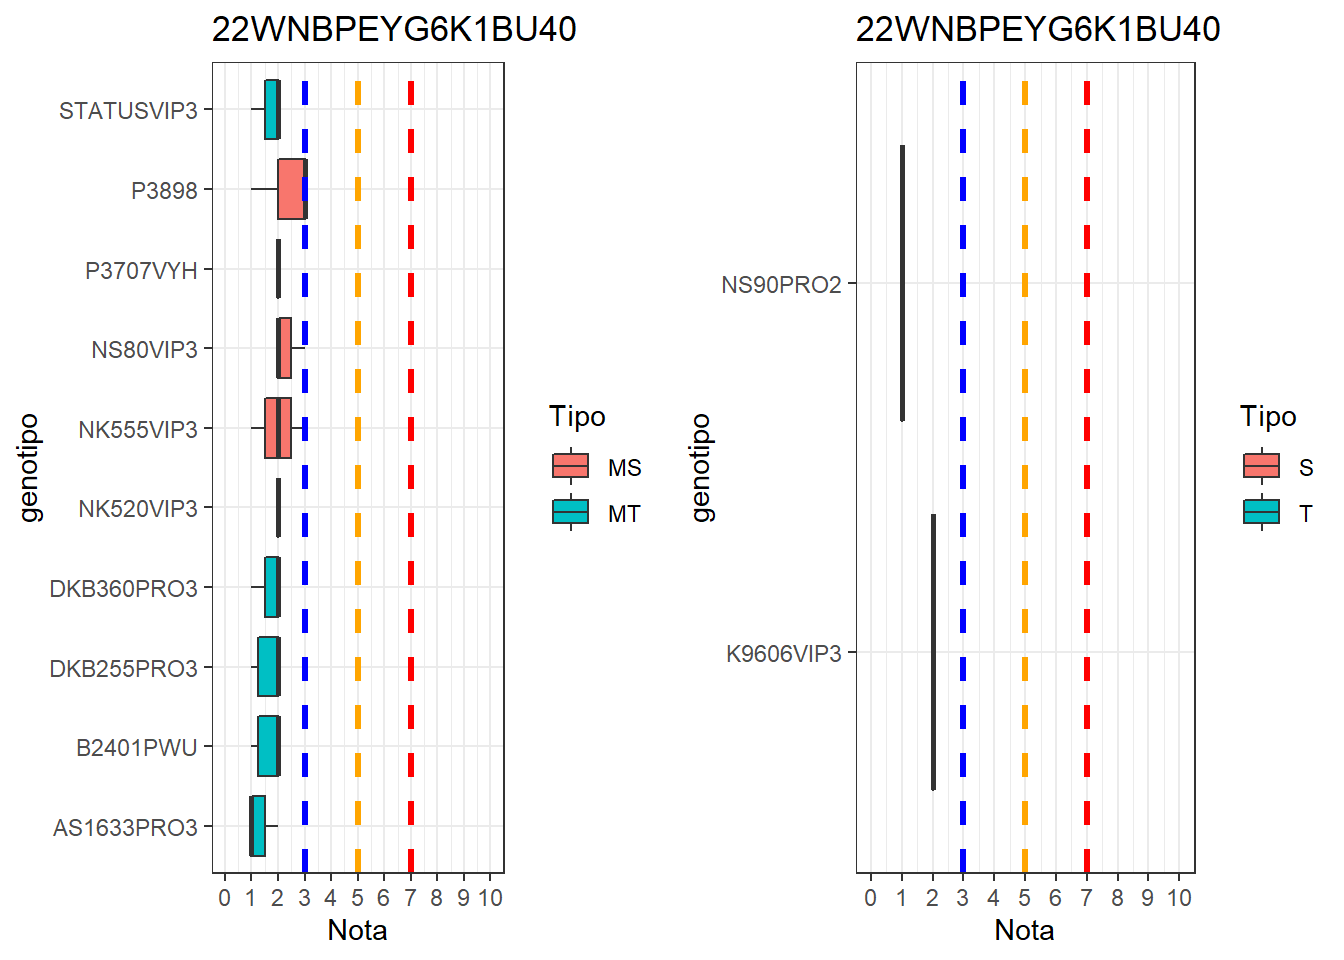 22WNBPEYG6K1BU40
genotipo
STATUSVIP3
P3898
P3707VYH
NS80VIP3
NK555VIP3
NK520VIP3
DKB360PRO3
DKB255PRO3
B2401PWU
AS1633PRO3
0 1 2 3 4 5 6 7 8 9 10
Nota
Tipo
MS
MT
22WNBPEYG6K1BU40
genotipo
NS90PRO2
K9606VIP3
0 1 2 3 4 5 6 7 8 9 10
Nota
Tipo
S
T